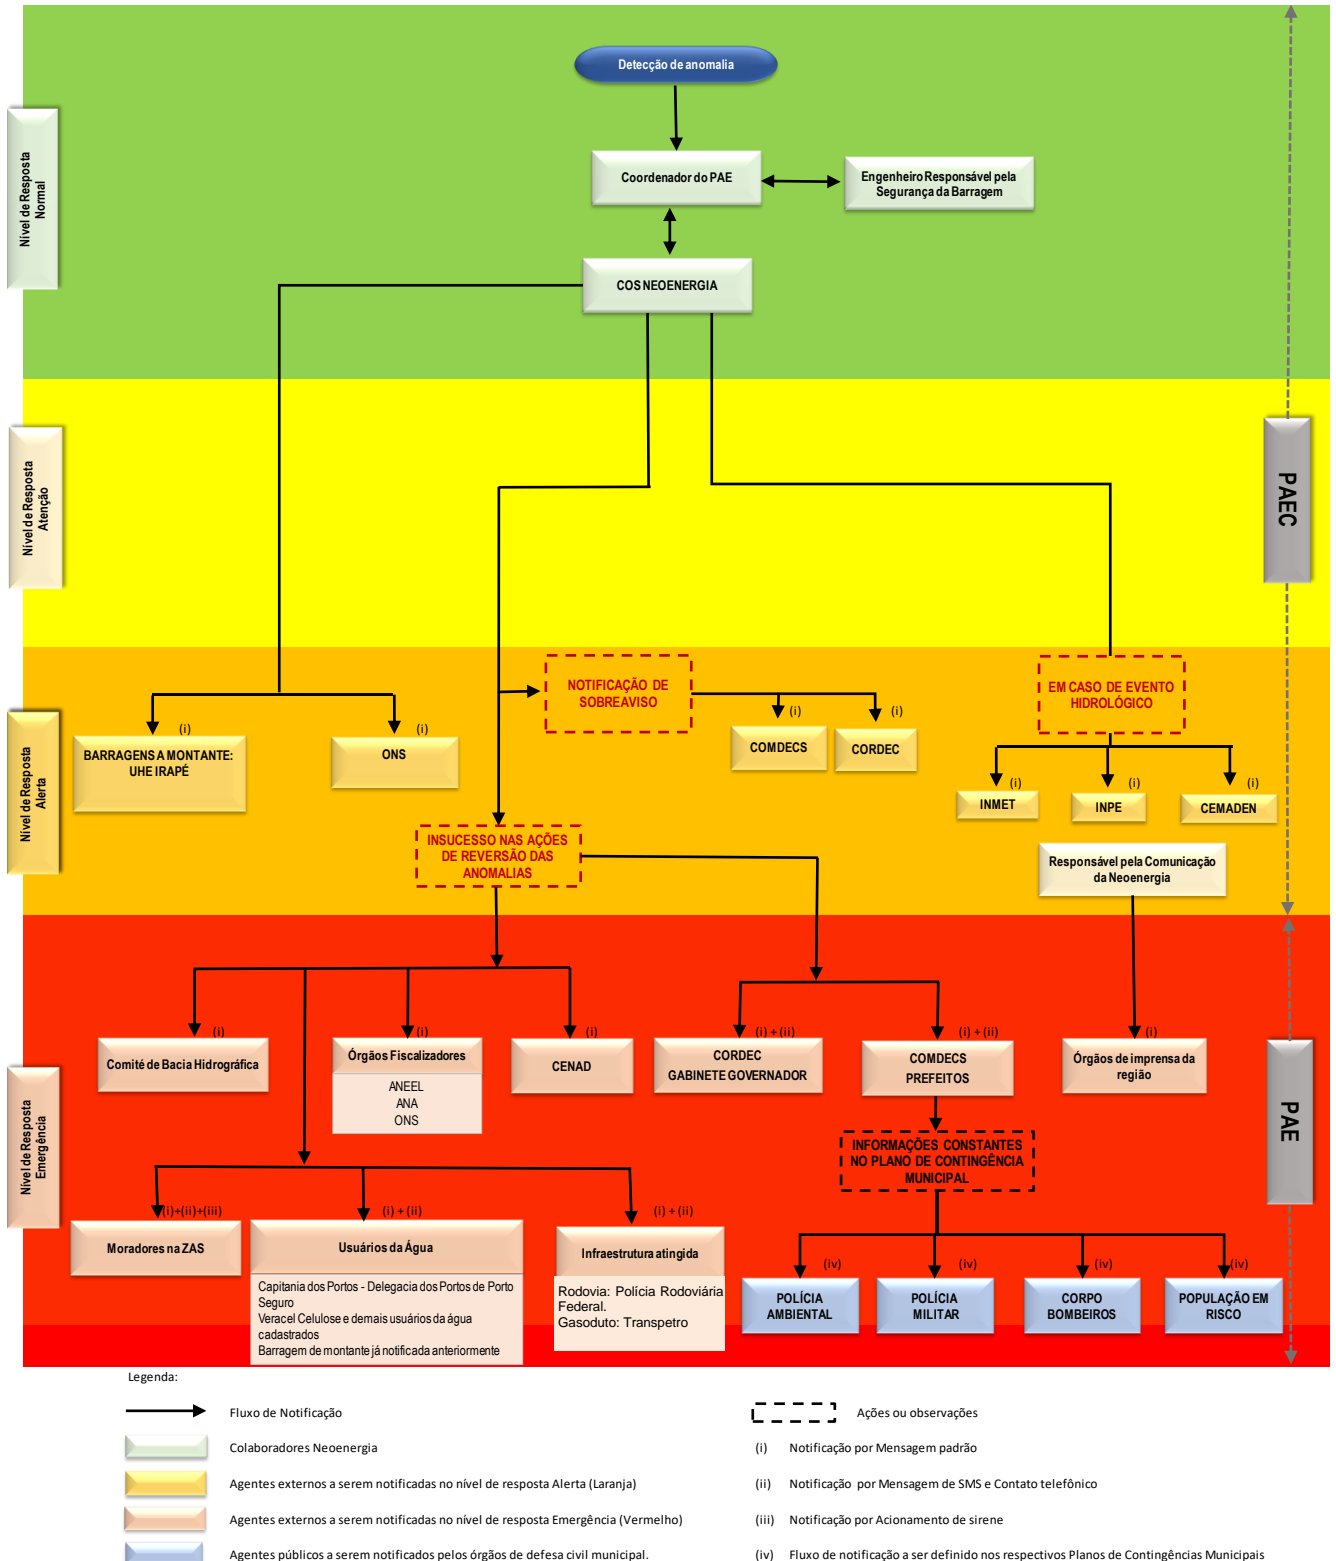 Detecção de anomalia
Nível de Resposta
Normal
Coordenador do PAE
Engenheiro Responsável pela
Segurança da Barragem
COS NEOENERGIA
Nível de Resposta
Atenção
PAEC
NOTIFICAÇÃO DE
SOBREAVISO
EM CASO DE EVENTO
HIDROLÓGICO
Nível de Resposta
Alerta
(i)
BARRAGENS A MONTANTE:
UHE IRAPÉ
(i)
ONS
(i)
COMDECS
(i)
CORDEC
(i)
INMET
(i)
INPE
(i)
CEMADEN
INSUCESSO NAS AÇÕES
DE REVERSÃO DAS
ANOMALIAS
Responsável pela Comunicação
da Neoenergia
Nível de Resposta
Emergência
PAE
(i)
Comité de Bacia Hidrográfica
(i)
Órgãos Fiscalizadores
ANEEL
ANA
ONS
(i)
CENAD
(i) + (ii)
CORDEC
GABINETE GOVERNADOR
(i) + (ii)
COMDECS
PREFEITOS
(i)
Órgãos de imprensa da
região
INFORMAÇÕES CONSTANTES
NO PLANO DE CONTINGÊNCIA
MUNICIPAL
(i)+(ii)+(iii)
Moradores na ZAS
(i) + (ii)
Usuários da Água
Capitania dos Portos - Delegacia dos Portos de Porto
Seguro
Veracel Celulose e demais usuários da água
cadastrados
Barragem de montante já notificada anteriormente
(i) + (ii)
Infraestrutura atingida
Rodovia: Polícia Rodoviária
Federal.
Gasoduto: Transpetro
(iv)
POLÍCIA
AMBIENTAL
(iv)
POLÍCIA
MILITAR
(iv)
CORPO
BOMBEIROS
(iv)
POPULAÇÃO EM
RISCO
Legenda:
Fluxo de Notificação
Colaboradores Neoenergia
Agentes externos a serem notificadas no nível de resposta Alerta (Laranja)
Agentes externos a serem notificadas no nível de resposta Emergência (Vermelho)
Agentes públicos a serem notificados pelos órgãos de defesa civil municipal.
Ações ou observações
(i) Notificação por Mensagem padrão
(ii) Notificação por Mensagem de SMS e Contato telefônico
(iii) Notificação por Acionamento de sirene
(iv) Fluxo de notificação a ser definido nos respectivos Planos de Contingências Municipais